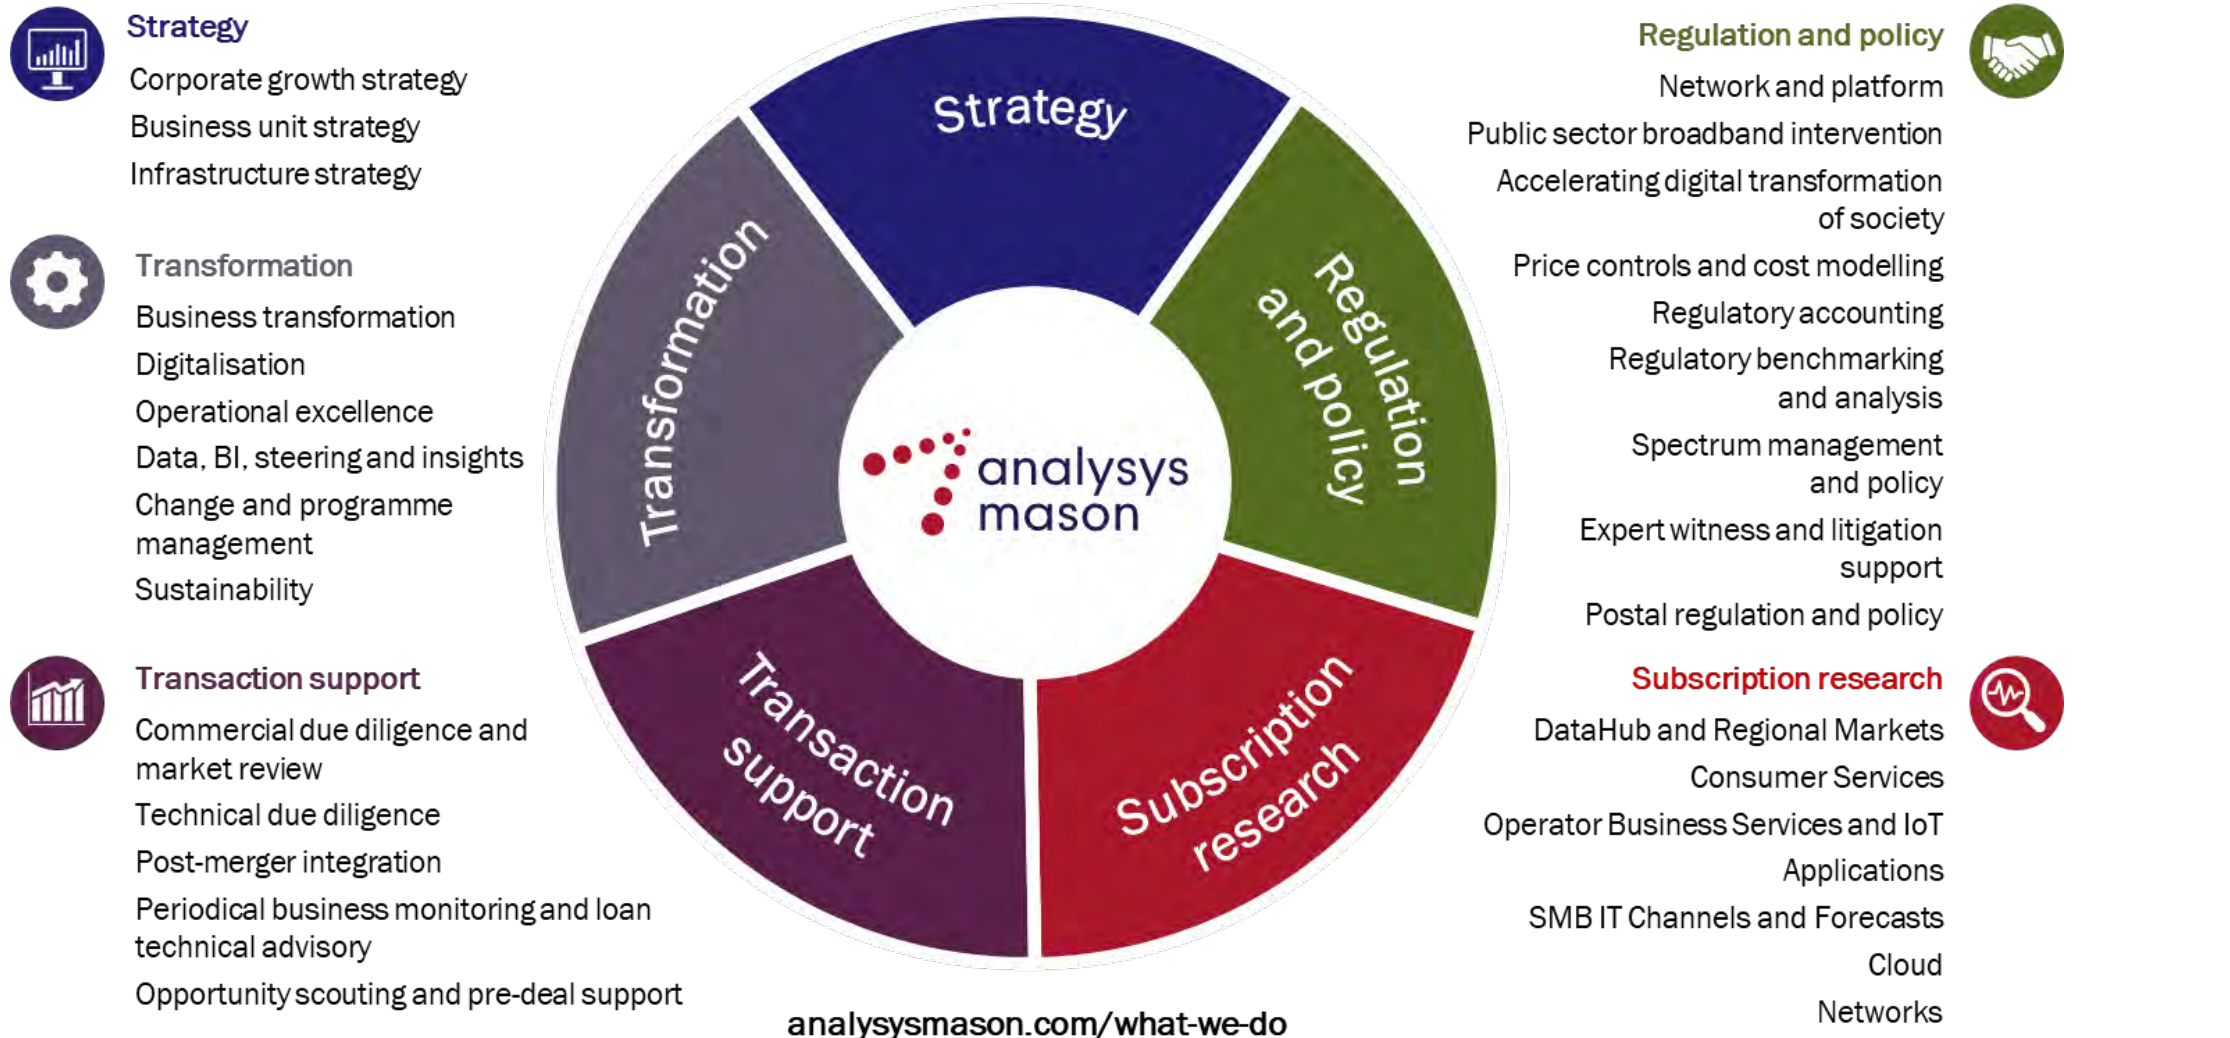 Strategy
Corporate growth strategy
Business unit strategy
Infrastructure strategy
Transformation
Business transformation
Digitalisation
Operational excellence
Data, BI, steering and insights
Change and programme
management
Sustainability
Transaction support
Commercial due diligence and
market review
Technical due diligence
Post-merger integration
Periodical business monitoring and loan
technical advisory
Opportunity scouting and pre-deal support
Strategy
Regulation
and policy
Subscription
research
Transaction
support
Transformation
analysys
mason
analysysmason.com/what-we-do
Regulation and policy
Network and platform
Public sector broadband intervention
Accelerating digital transformation
of society
Price controls and cost modelling
Regulatory accounting
Regulatory benchmarking
and analysis
Spectrum management
and policy
Expert witness and litigation
support
Postal regulation and policy
Subscription research
DataHub and Regional Markets
Consumer Services
Operator Business Services and IoT
Applications
SMB IT Channels and Forecasts
Cloud
Networks